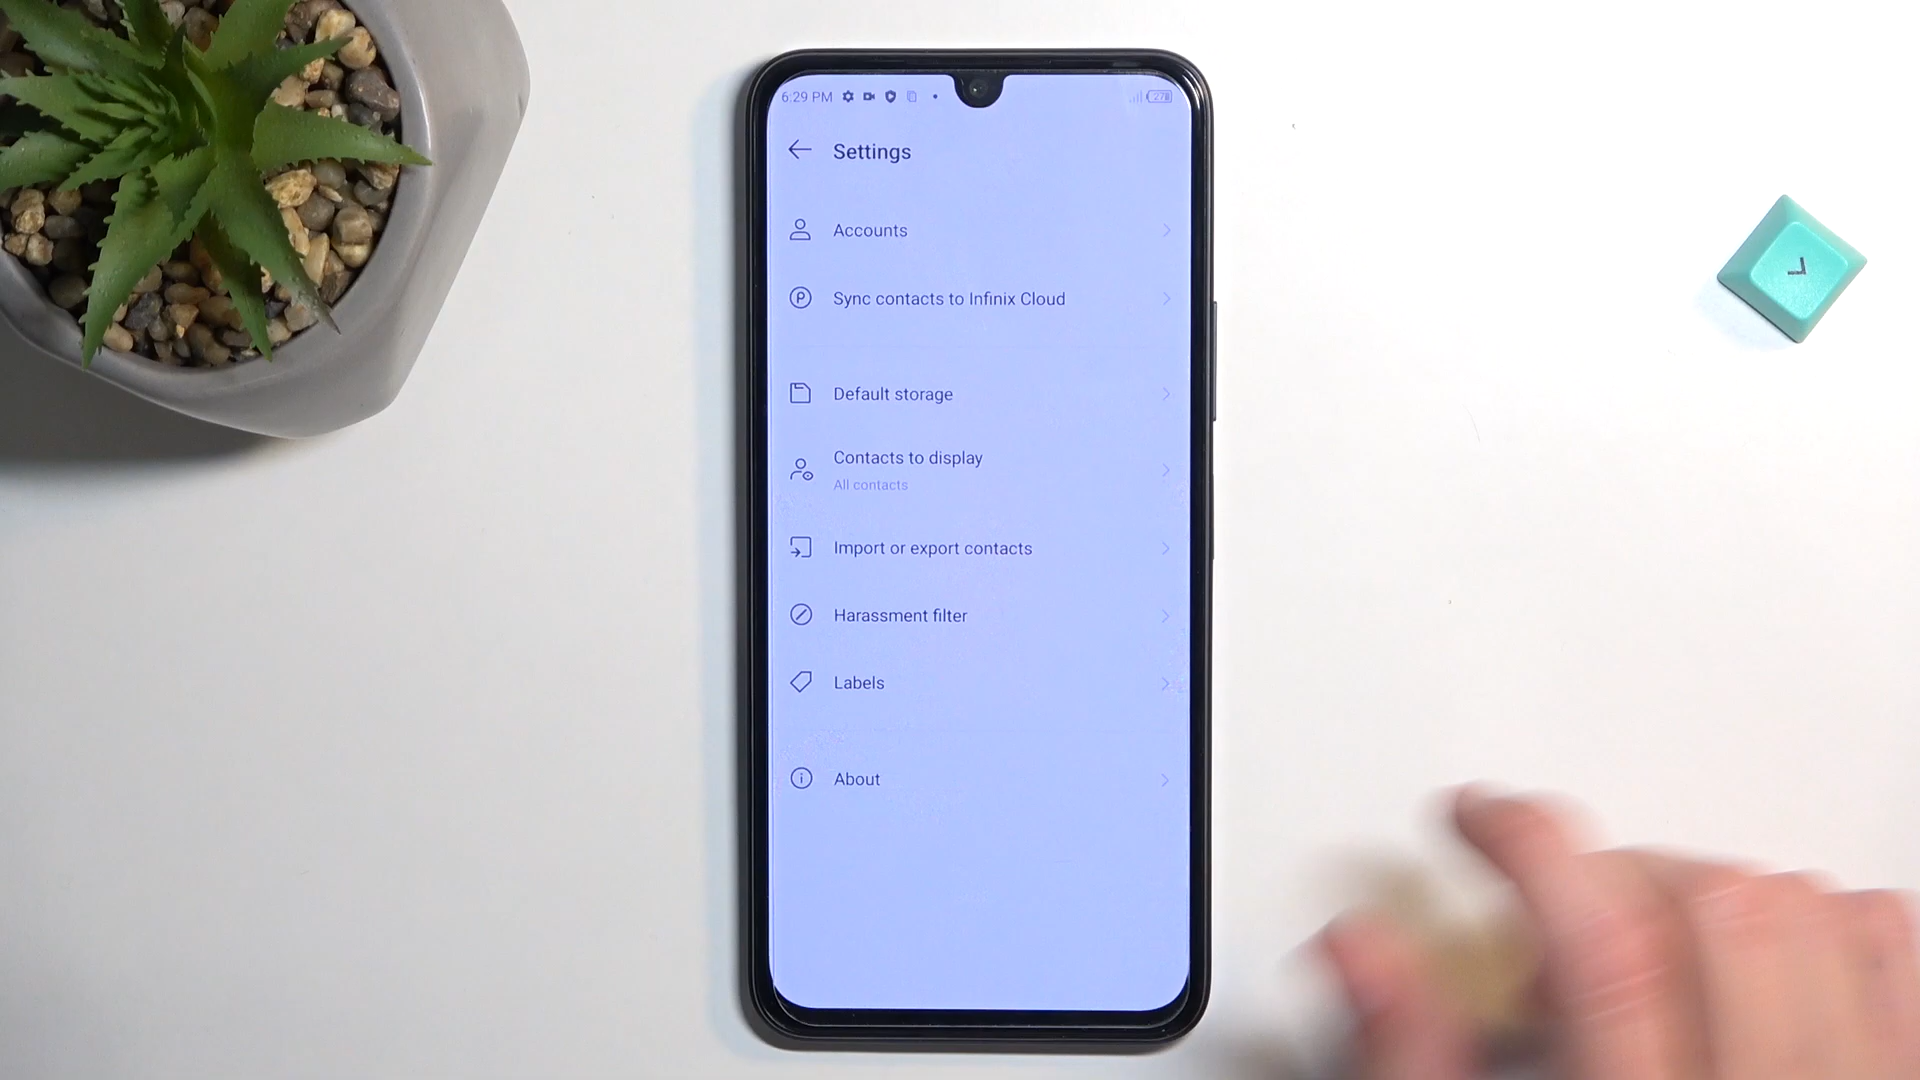 6:29 PM
Settings
Accounts
Sync contacts to Infinix Cloud
Default storage
Contacts to display
All contacts
Import or export contacts
Harassment filter
Labels
About